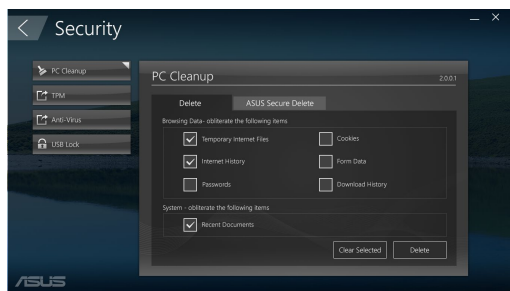 Security
PC Cleanup
TPM
Anti-Virus
USB Lock
PC Cleanup 2.0.0.1
Delete ASUS Secure Delete
Browsing Data- obliterate the following items
Temporary Internet Files Cookies
Internet History Form Data
Passwords Download History
System - obliterate the following items
Recent Documents
Clear Selected Delete
ASUS